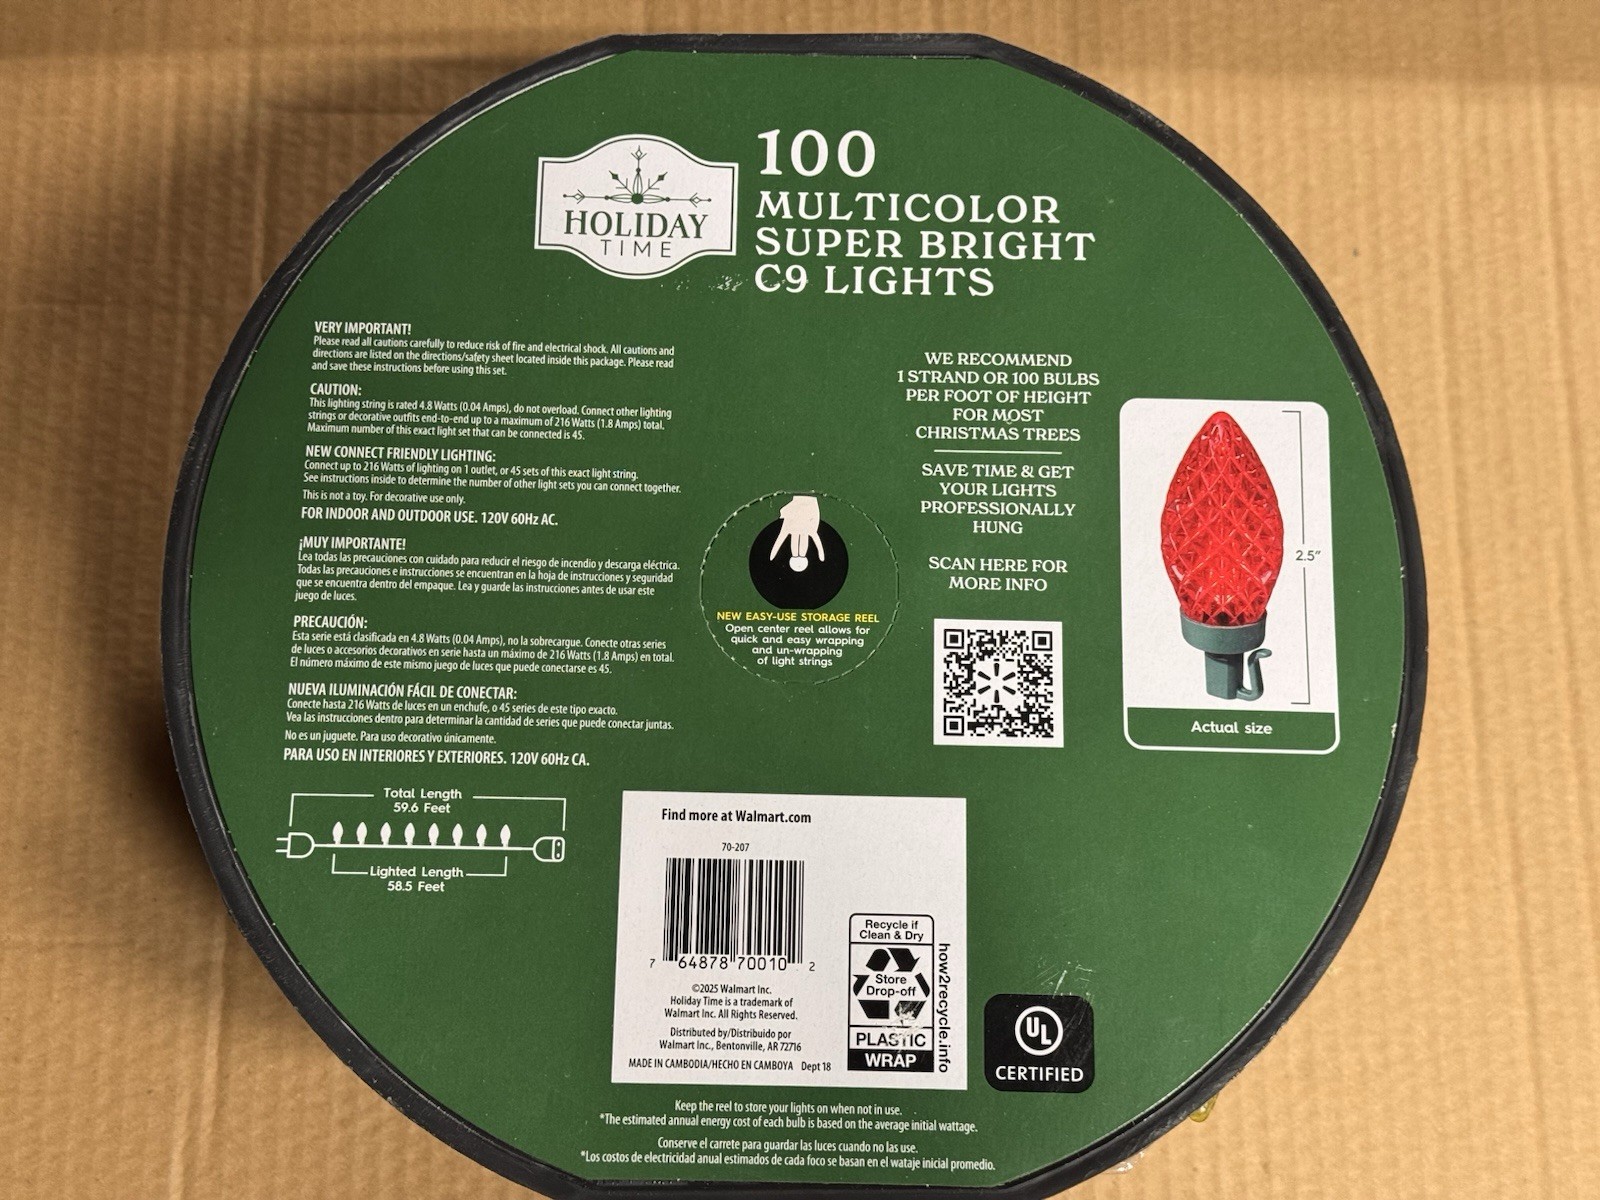 HOLIDAY
TIME
100
MULTICOLOR
SUPER BRIGHT
C9 LIGHTS
VERY IMPORTANT!
Please read all cautions carefully to reduce risk of fire and electrical shock. All cautions and
directions are listed on the directions/safety sheet located inside this package. Please read
and save these instructions before using this set.
CAUTION:
This lighting string is rated 4.8 Watts (0.04 Amps), do not overload. Connect other lighting
strings or decorative outfits end-to-end up to a maximum of 216 Watts (1.8 Amps) total.
Maximum number of this exact light set that can be connected is 45.
NEW CONNECT FRIENDLY LIGHTING:
Connect up to 216 Watts of lighting on 1 outlet, or 45 sets of this exact light string.
See instructions inside to determine the number of other light sets you can connect together.
This is not a toy. For decorative use only.
FOR INDOOR AND OUTDOOR USE. 120V 60Hz AC.
¡MUY IMPORTANTE!
Lea todas las precauciones con cuidado para reducir el riesgo de incendio y descarga eléctrica.
Todas las precauciones e instrucciones se encuentran en la hoja de instrucciones y seguridad
que se encuentra dentro del empaque. Lea y guarde las instrucciones antes de usar este
juego de luces.
PRECAUCIÓN:
Esta serie está clasificada en 4.8 Watts (0.04 Amps), no la sobrecargue. Conecte otras series
de luces o accesorios decorativos en serie hasta un máximo de 216 Watts (1.8 Amps) en total.
El número máximo de este mismo juego de luces que puede conectarse es 45.
NUEVA ILUMINACIÓN FÁCIL DE CONECTAR:
Conecte hasta 216 Watts de luces en un enchufe, o 45 series de este tipo exacto.
Vea las instrucciones dentro para determinar la cantidad de series que puede conectar juntas.
No es un juguete. Para uso decorativo únicamente.
PARA USO EN INTERIORES Y EXTERIORES. 120V 60Hz CA.
Total Length
59.6 Feet
Lighted Length
58.5 Feet
NEW EASY-USE STORAGE REEL
Open center reel allows for
quick and easy wrapping
and un-wrapping
of light strings
WE RECOMMEND
1 STRAND OR 100 BULBS
PER FOOT OF HEIGHT
FOR MOST
CHRISTMAS TREES
SAVE TIME & GET
YOUR LIGHTS
PROFESSIONALLY
HUNG
SCAN HERE FOR
MORE INFO
2.5"
Actual size
Find more at Walmart.com
70-207
7 64878 70010 2
©2025 Walmart Inc.
Holiday Time is a trademark of
Walmart Inc. All Rights Reserved.
Distributed by/Distribuido por
Walmart Inc., Bentonville, AR 72716
MADE IN CAMBODIA/HECHO EN CAMBOYA Dept 18
Recycle if
Clean & Dry
Store
Drop-off
PLASTIC
WRAP
how2recycle.info
UL
CERTIFIED
Keep the reel to store your lights on when not in use.
*The estimated annual energy cost of each bulb is based on the average initial wattage.
Conserve el carrete para guardar las luces cuando no las use.
*Los costos de electricidad anual estimados de cada foco se basan en el wataje inicial promedio.